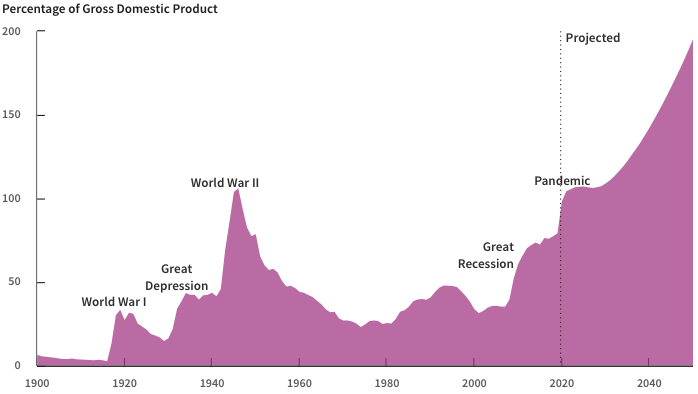 Percentage of Gross Domestic Product
200
Projected
150
World War II
Pandemic
100
Great
Recession
Great
Depression
50
World War I
0
1900
1920
1940
1960
1980
2000
2020
2040